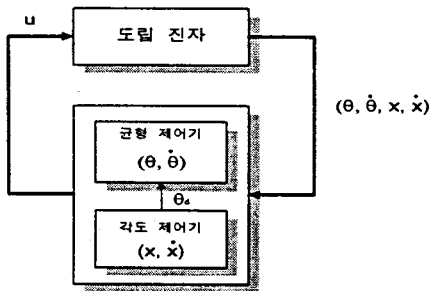 u
도립 진자
(θ, θ̇, x, ẋ)
균형 제어기
(θ, θ̇)
θd
각도 제어기
(x, ẋ)